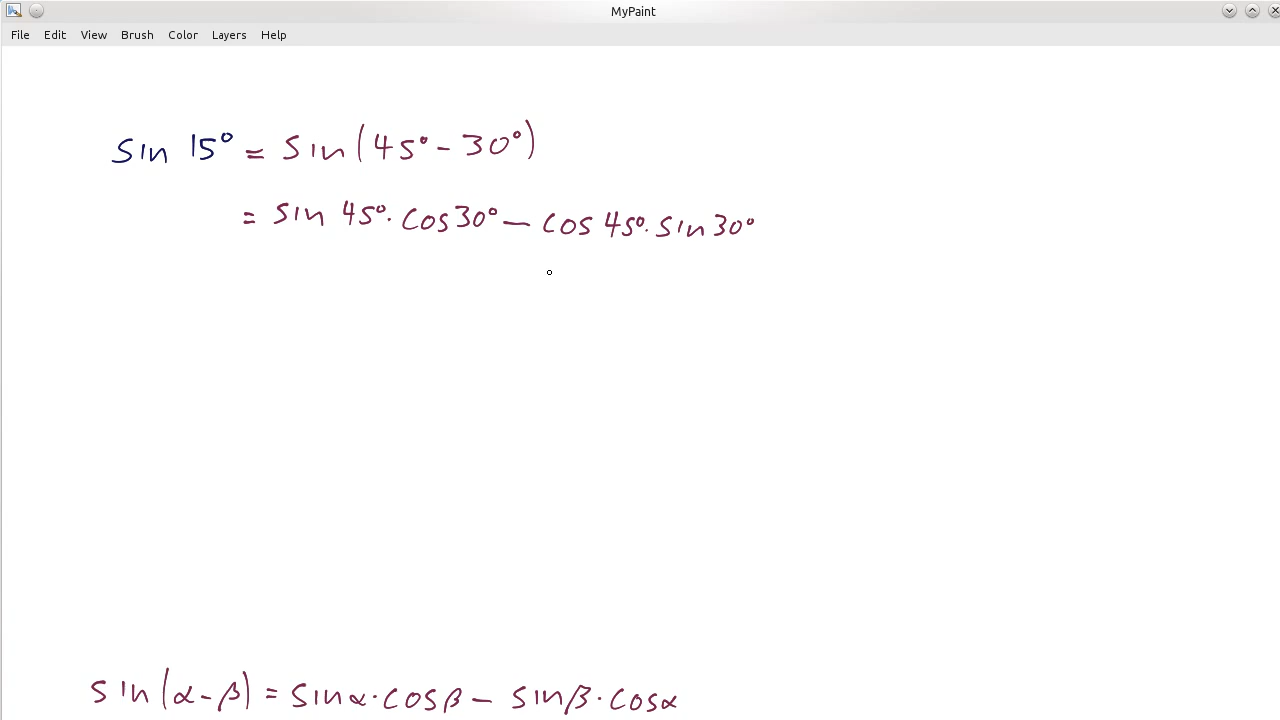 MyPaint
File Edit View Brush Color Layers Help
sin 15° = sin(45° - 30°)
= sin 45° · cos 30° — cos 45° · sin 30°
sin(α - β) = sinα · cosβ — sinβ · cosα